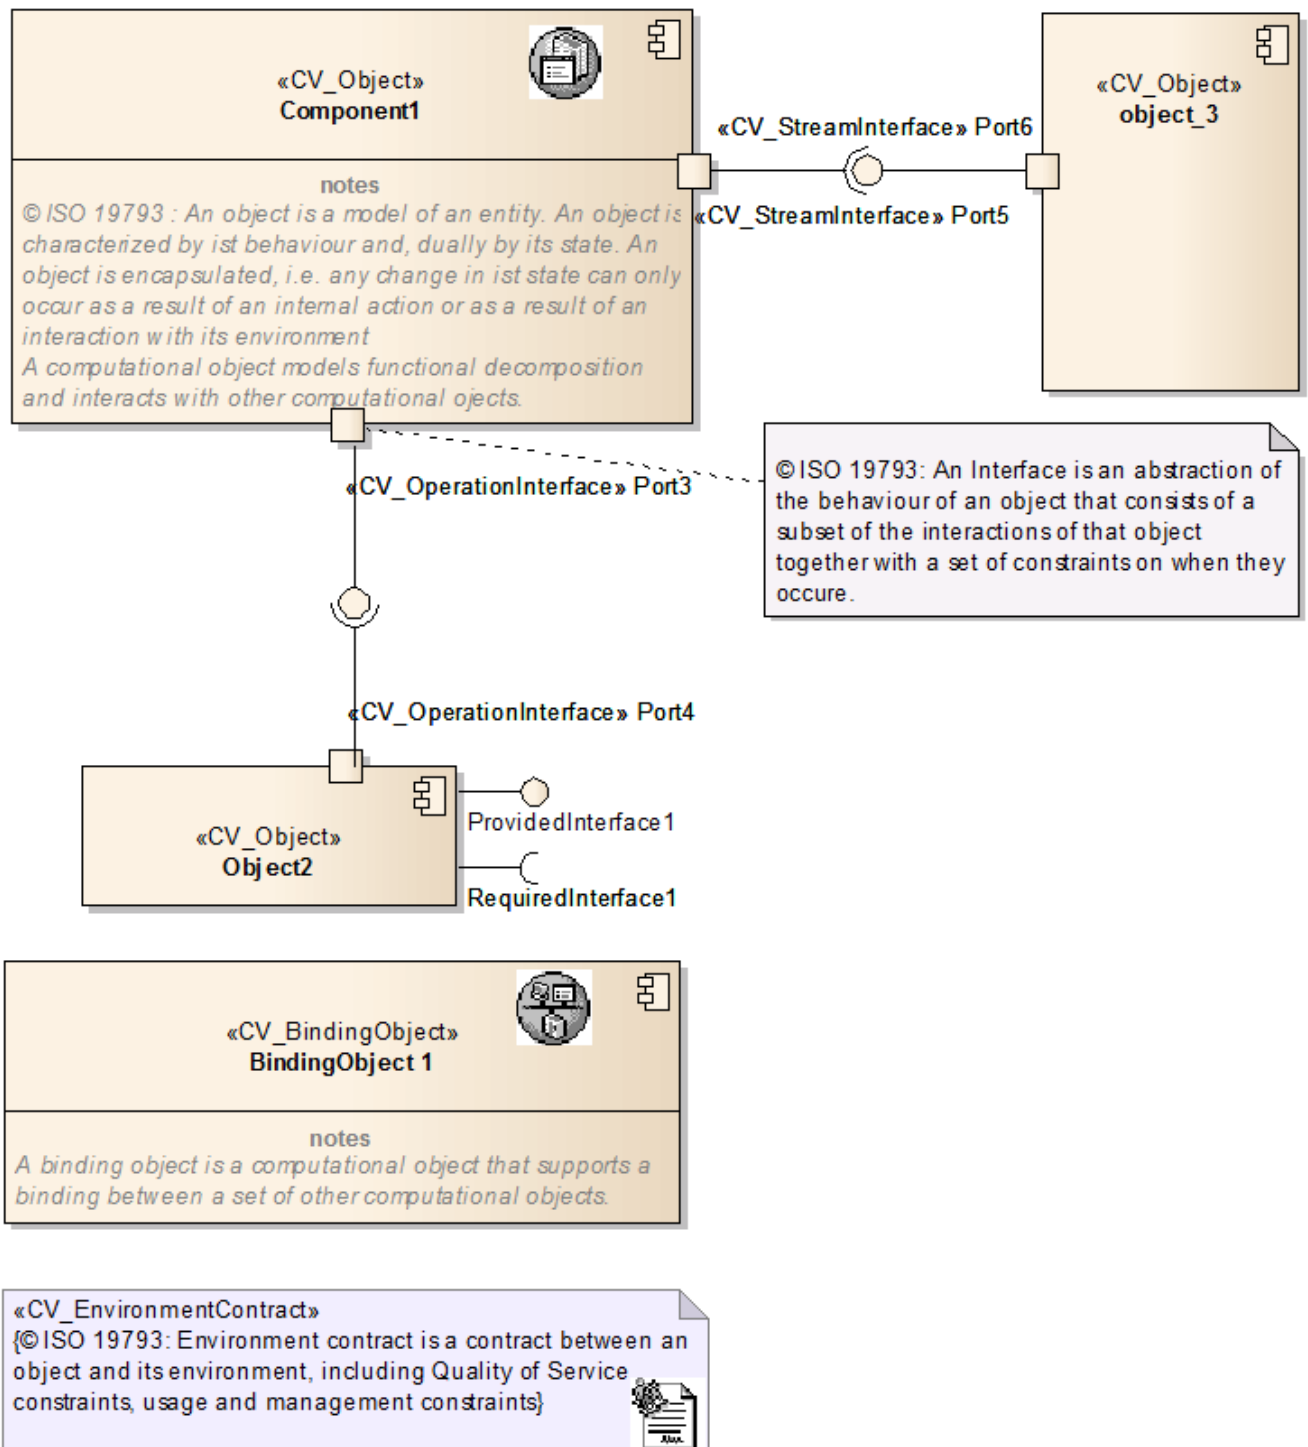 «CV_Object»
Component1
notes
© ISO 19793 : An object is a model of an entity. An object is
characterized by ist behaviour and, dually by its state. An
object is encapsulated, i.e. any change in ist state can only
occur as a result of an internal action or as a result of an
interaction with its environment
A computational object models functional decomposition
and interacts with other computational ojects.
«CV_StreamInterface» Port6
«CV_StreamInterface» Port5
«CV_Object»
object_3
«CV_OperationInterface» Port3
© ISO 19793: An Interface is an abstraction of
the behaviour of an object that consists of a
subset of the interactions of that object
together with a set of constraints on when they
occure.
«CV_OperationInterface» Port4
«CV_Object»
Object2
ProvidedInterface1
RequiredInterface1
«CV_BindingObject»
BindingObject 1
notes
A binding object is a computational object that supports a
binding between a set of other computational objects.
«CV_EnvironmentContract»
{© ISO 19793: Environment contract is a contract between an
object and its environment, including Quality of Service
constraints, usage and management constraints}